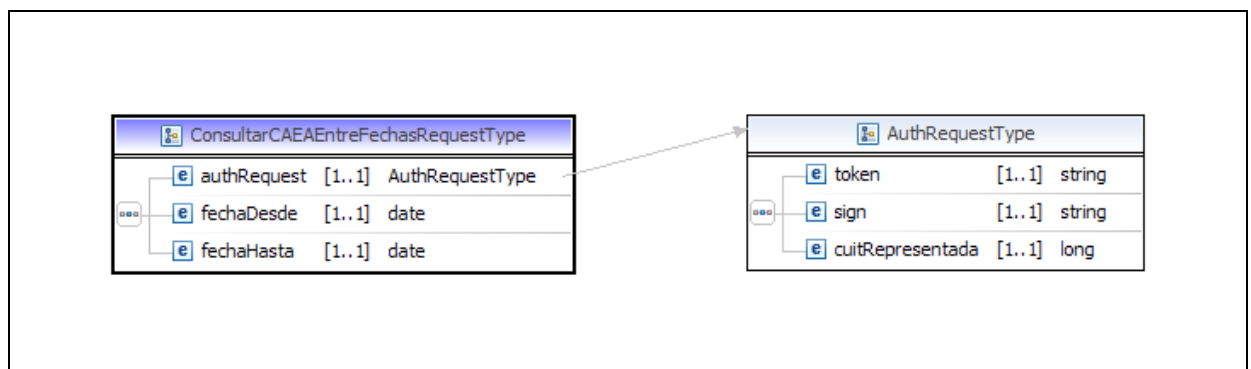 ConsultarCAEAEntreFechasRequestType
authRequest [1..1] AuthRequestType
fechaDesde [1..1] date
fechaHasta [1..1] date
AuthRequestType
token [1..1] string
sign [1..1] string
cuitRepresentada [1..1] long